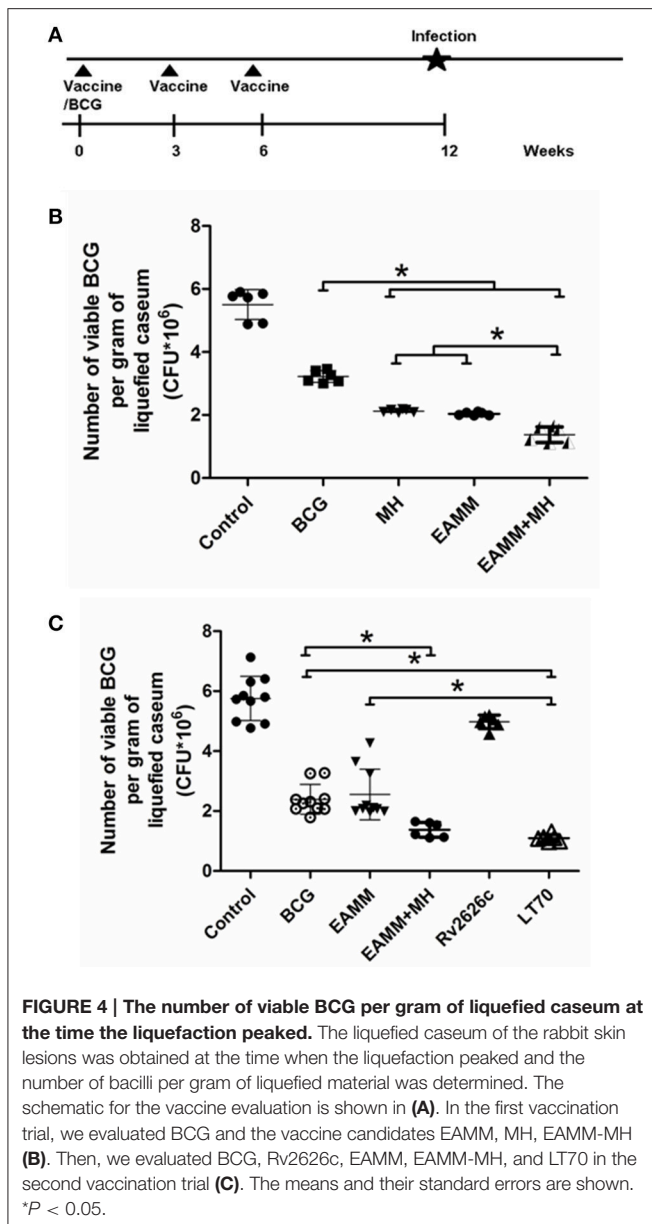 A
Infection
Vaccine
/BCG
Vaccine
Vaccine
0
3
6
12
Weeks
B
Number of viable BCG
per gram of
liquefied caseum
(CFU*10^6)
8
6
4
2
0
*
*
Control
BCG
MH
EAMM
EAMM+MH
C
Number of viable BCG
per gram of
liquefied caseum
(CFU*10^6)
8
6
4
2
0
*
*
*
Control
BCG
EAMM
EAMM+MH
Rv2626c
LT70
FIGURE 4 | The number of viable BCG per gram of liquefied caseum at
the time the liquefaction peaked. The liquefied caseum of the rabbit skin
lesions was obtained at the time when the liquefaction peaked and the
number of bacilli per gram of liquefied material was determined. The
schematic for the vaccine evaluation is shown in (A). In the first vaccination
trial, we evaluated BCG and the vaccine candidates EAMM, MH, EAMM-MH
(B). Then, we evaluated BCG, Rv2626c, EAMM, EAMM-MH, and LT70 in the
second vaccination trial (C). The means and their standard errors are shown.
*P < 0.05.